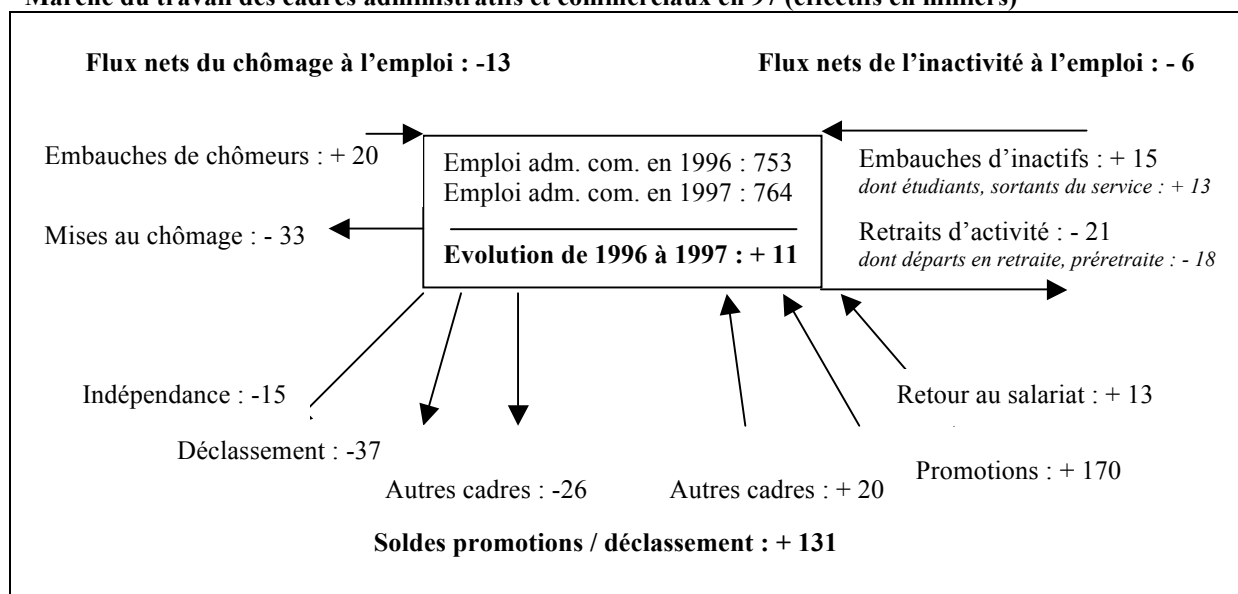 Marché du travail des cadres administratifs et commerciaux en 97 (effectifs en milliers)
Flux nets du chômage à l’emploi : -13
Flux nets de l’inactivité à l’emploi : - 6
Embauches de chômeurs : + 20
Mises au chômage : - 33
Emploi adm. com. en 1996 : 753
Emploi adm. com. en 1997 : 764
Evolution de 1996 à 1997 : + 11
Embauches d’inactifs : + 15
dont étudiants, sortants du service : + 13
Retraits d’activité : - 21
dont départs en retraite, préretraite : - 18
Indépendance : -15
Déclassement : -37
Autres cadres : -26
Autres cadres : + 20
Retour au salariat : + 13
Promotions : + 170
Soldes promotions / déclassement : + 131